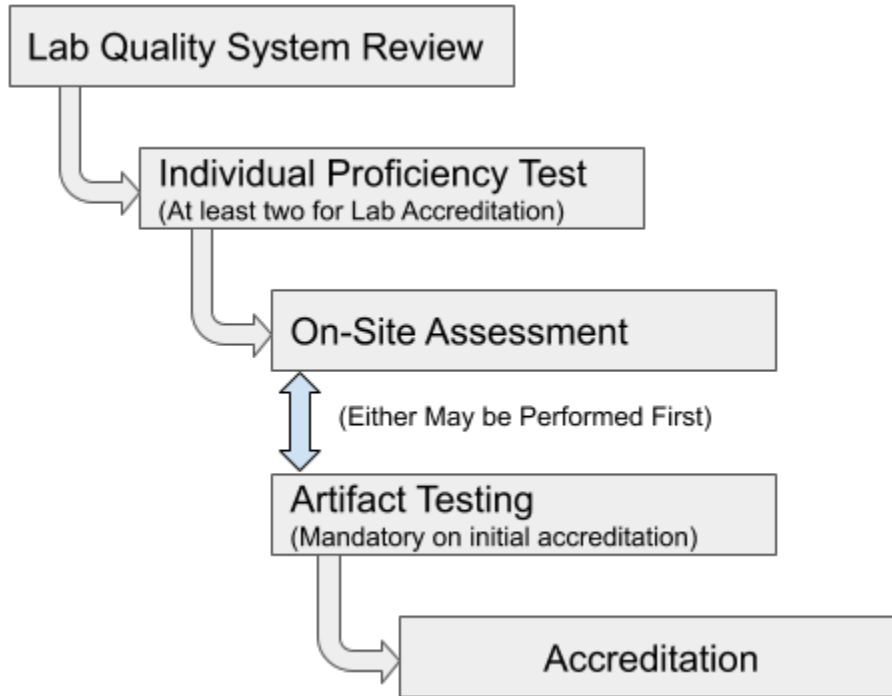 Lab Quality System Review
Individual Proficiency Test
(At least two for Lab Accreditation)
On-Site Assessment
(Either May be Performed First)
Artifact Testing
(Mandatory on initial accreditation)
Accreditation